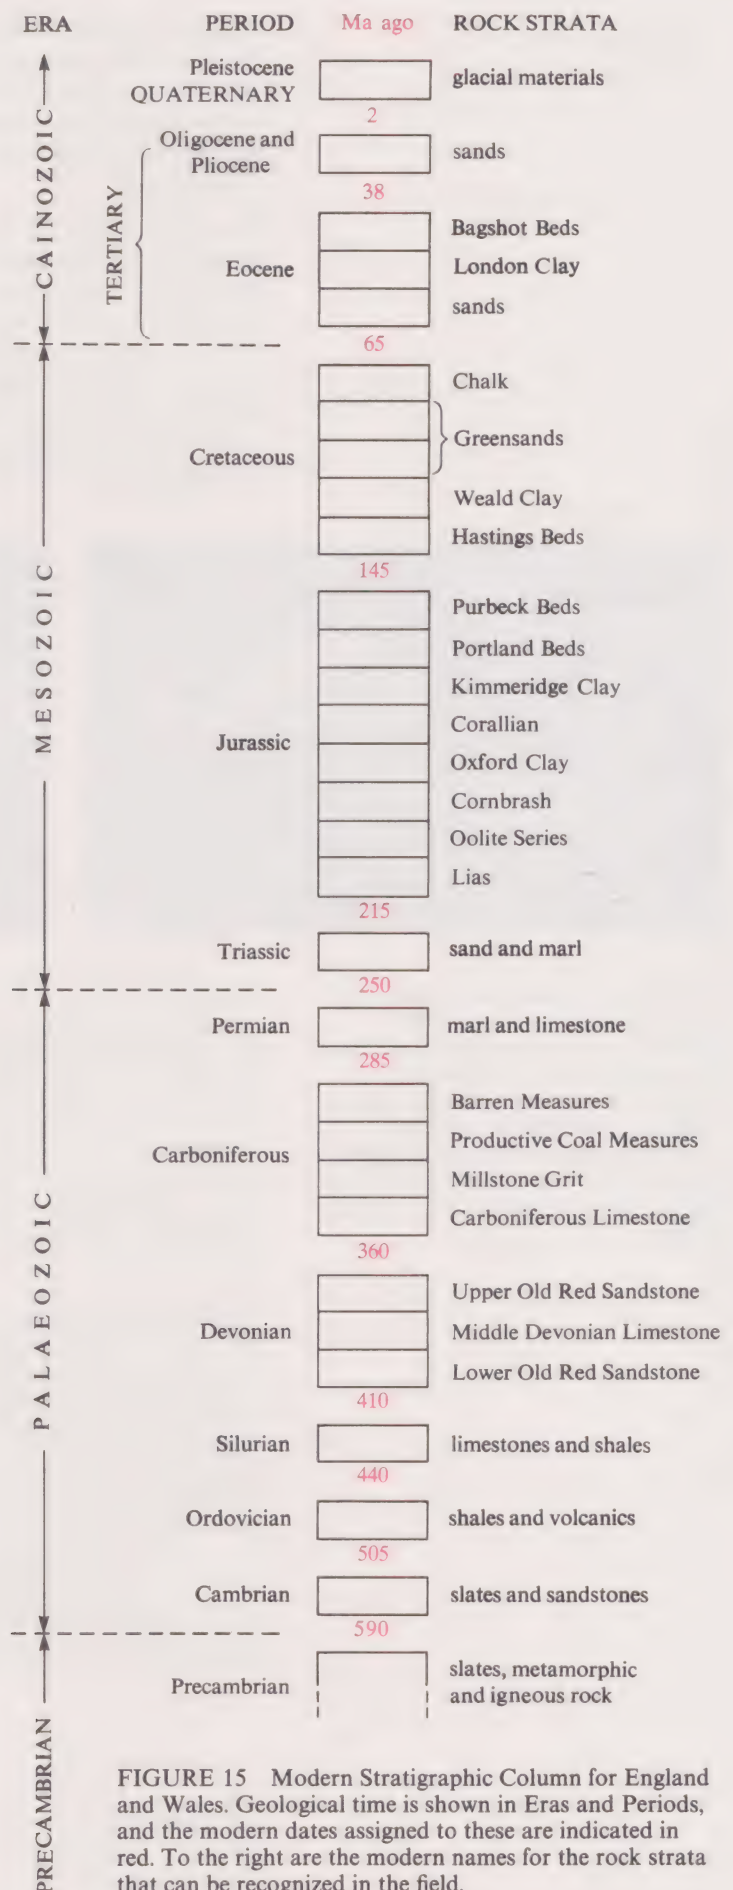 ERA PERIOD Ma ago ROCK STRATA
Pleistocene
QUATERNARY
glacial materials
2
Oligocene and
Pliocene
sands
38
CAINOZOIC
TERTIARY
Bagshot Beds
Eocene London Clay
sands
65
Chalk
Greensands
Cretaceous
Weald Clay
Hastings Beds
145
MESOZOIC
Purbeck Beds
Portland Beds
Kimmeridge Clay
Corallian
Jurassic
Oxford Clay
Cornbrash
Oolite Series
Lias
215
Triassic sand and marl
250
Permian marl and limestone
285
Barren Measures
Productive Coal Measures
Carboniferous
Millstone Grit
Carboniferous Limestone
360
PALAEOZOIC
Upper Old Red Sandstone
Devonian Middle Devonian Limestone
Lower Old Red Sandstone
410
Silurian limestones and shales
440
Ordovician shales and volcanics
505
Cambrian slates and sandstones
590
Precambrian
slates, metamorphic
and igneous rock
PRECAMBRIAN
FIGURE 15 Modern Stratigraphic Column for England
and Wales. Geological time is shown in Eras and Periods,
and the modern dates assigned to these are indicated in
red. To the right are the modern names for the rock strata
that can be recognized in the field.